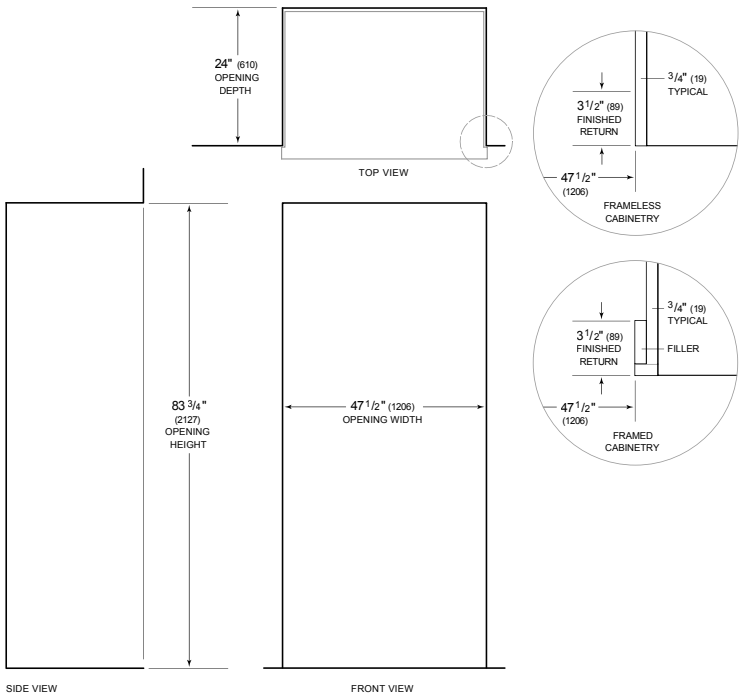 24" (610)
OPENING
DEPTH
TOP VIEW
3/4" (19)
TYPICAL
3 1/2" (89)
FINISHED
RETURN
47 1/2"
(1206)
FRAMELESS
CABINETRY
3/4" (19)
TYPICAL
3 1/2" (89)
FINISHED
RETURN
FILLER
47 1/2"
(1206)
FRAMED
CABINETRY
83 3/4"
(2127)
OPENING
HEIGHT
47 1/2" (1206)
OPENING WIDTH
SIDE VIEW
FRONT VIEW